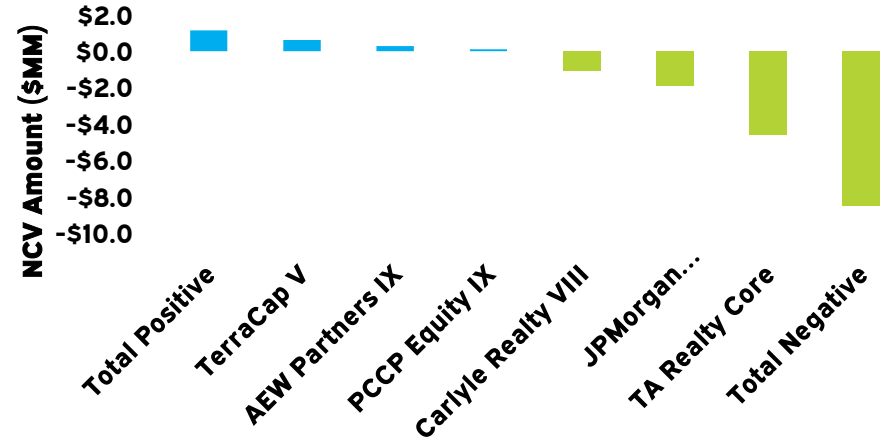 NCV Amount ($MM)
$2.0
$0.0
-$2.0
-$4.0
-$6.0
-$8.0
-$10.0
Total Positive
TerraCap V
AEW Partners IX
PCCP Equity IX
Carlyle Realty VIII
JPMorgan...
TA Realty Core
Total Negative